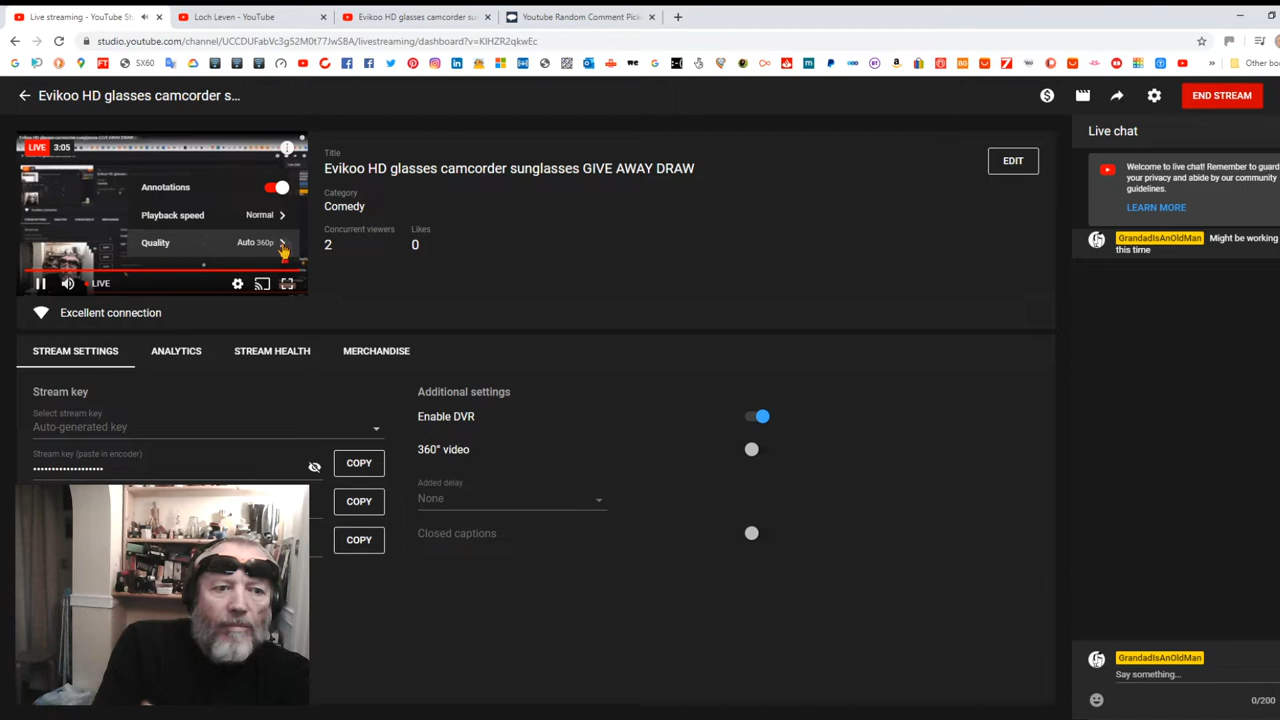 Live streaming - YouTube St
Loch Leven - YouTube
Evikoo HD glasses camcorder su
Youtube Random Comment Pick
studio.youtube.com/channel/UCCDUFabVc3g52M0t77JwSBA/livestreaming/dashboard?v=KIHZR2qkwEc
SX60
Other boo
Evikoo HD glasses camcorder s...
END STREAM
Live chat
LIVE 3:05
Annotations
Playback speed Normal
Quality Auto 360p
LIVE
Title
Evikoo HD glasses camcorder sunglasses GIVE AWAY DRAW
EDIT
Category
Comedy
Concurrent viewers Likes
2 0
Welcome to live chat! Remember to guard
your privacy and abide by our community
guidelines.
LEARN MORE
GrandadIsAnOldMan Might be working
this time
Excellent connection
STREAM SETTINGS ANALYTICS STREAM HEALTH MERCHANDISE
Stream key
Select stream key
Auto-generated key
Stream key (paste in encoder)
••••••••••••••••••• COPY
COPY
COPY
Additional settings
Enable DVR
360° video
Added delay
None
Closed captions
GrandadIsAnOldMan
Say something...
0/200